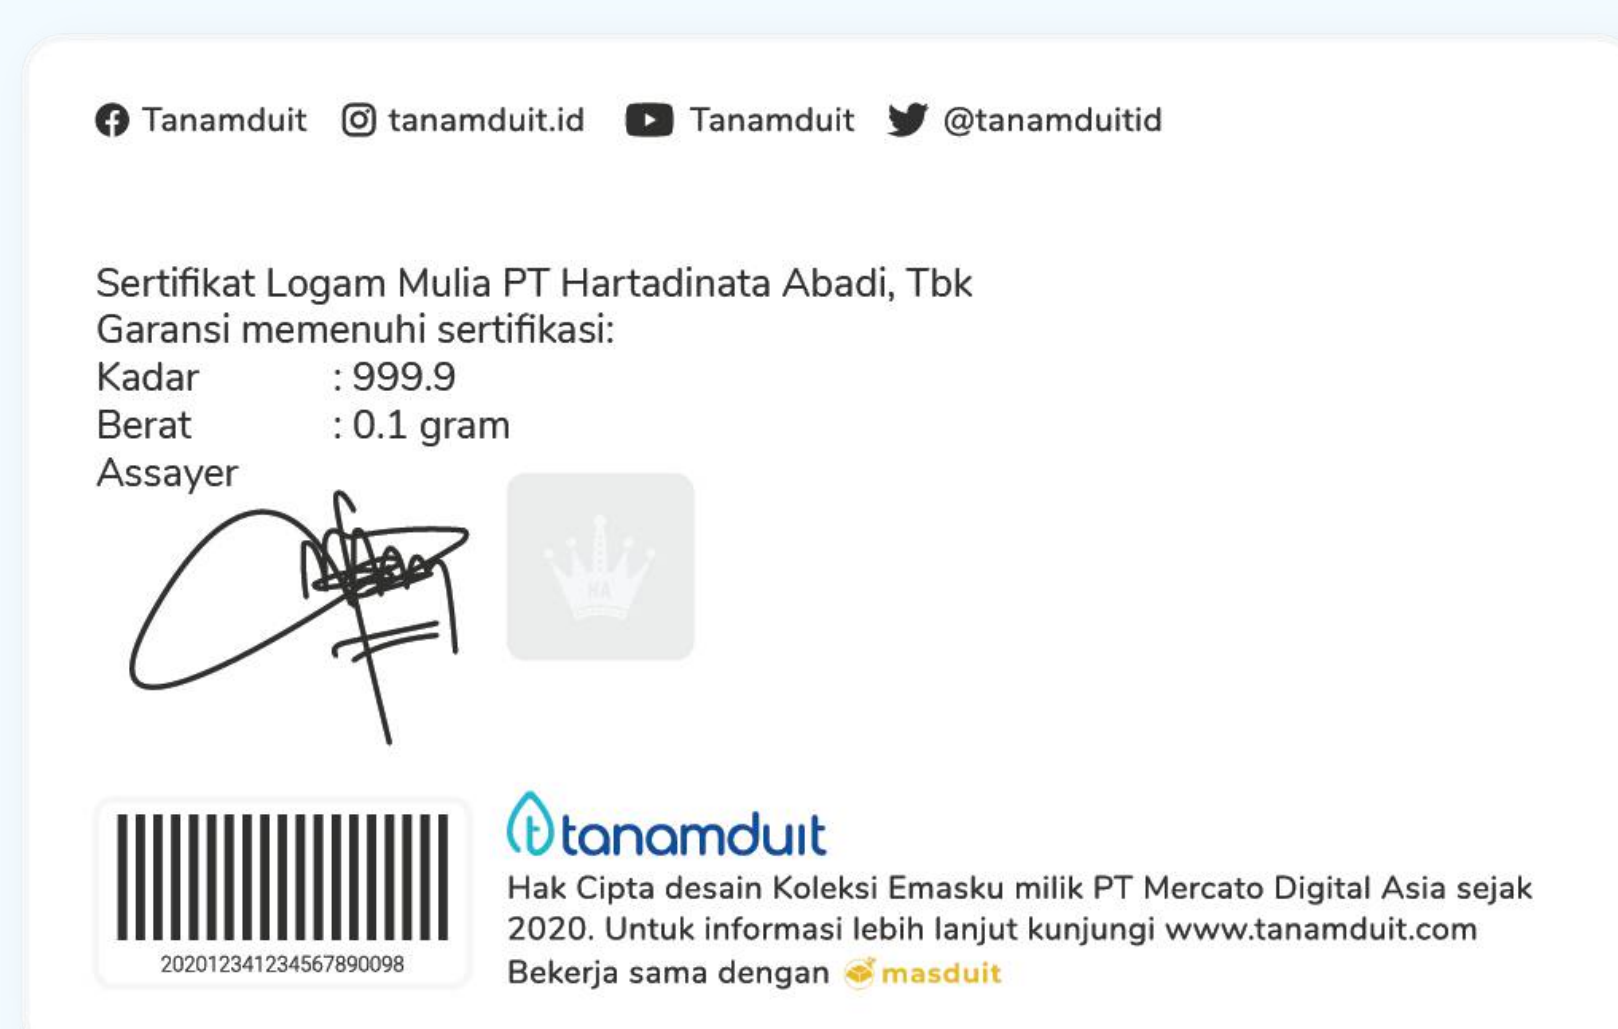 Tanamduit tanamduit.id Tanamduit @tanamduitid
Sertifikat Logam Mulia PT Hartadinata Abadi, Tbk
Garansi memenuhi sertifikasi:
Kadar : 999.9
Berat : 0.1 gram
Assayer
HA
202012341234567890098
tanamduit
Hak Cipta desain Koleksi Emasku milik PT Mercato Digital Asia sejak
2020. Untuk informasi lebih lanjut kunjungi www.tanamduit.com
Bekerja sama dengan masduit